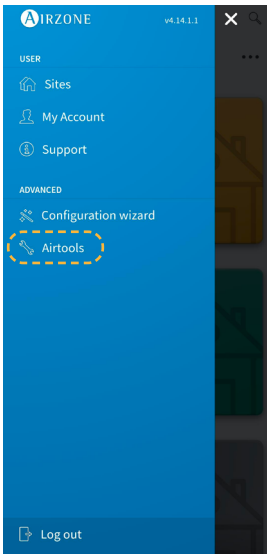 AIRZONE v4.14.1.1
USER
Sites
My Account
Support
ADVANCED
Configuration wizard
Airtools
Log out